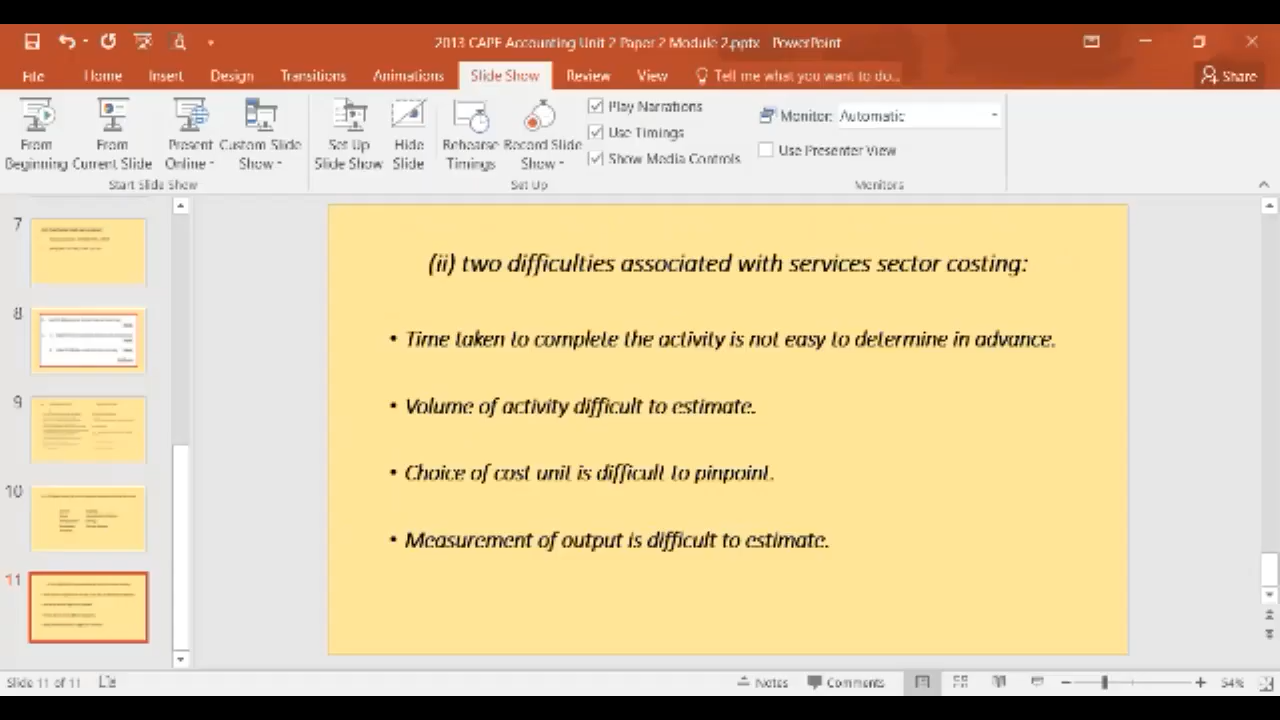 2013 CAPE Accounting Unit 2 Paper 2 Module 2.pptx - PowerPoint
File Home Insert Design Transitions Animations Slide Show Review View Tell me what you want to do... Share
From Beginning
From Current Slide
Present Online
Custom Slide Show
Start Slide Show
Set Up Slide Show
Hide Slide
Rehearse Timings
Record Slide Show
Play Narrations
Use Timings
Show Media Controls
Set Up
Monitor: Automatic
Use Presenter View
Monitors
7
8
9
10
11
(ii) two difficulties associated with services sector costing:
• Time taken to complete the activity is not easy to determine in advance.
• Volume of activity difficult to estimate.
• Choice of cost unit is difficult to pinpoint.
• Measurement of output is difficult to estimate.
Slide 11 of 11
Notes Comments 54%